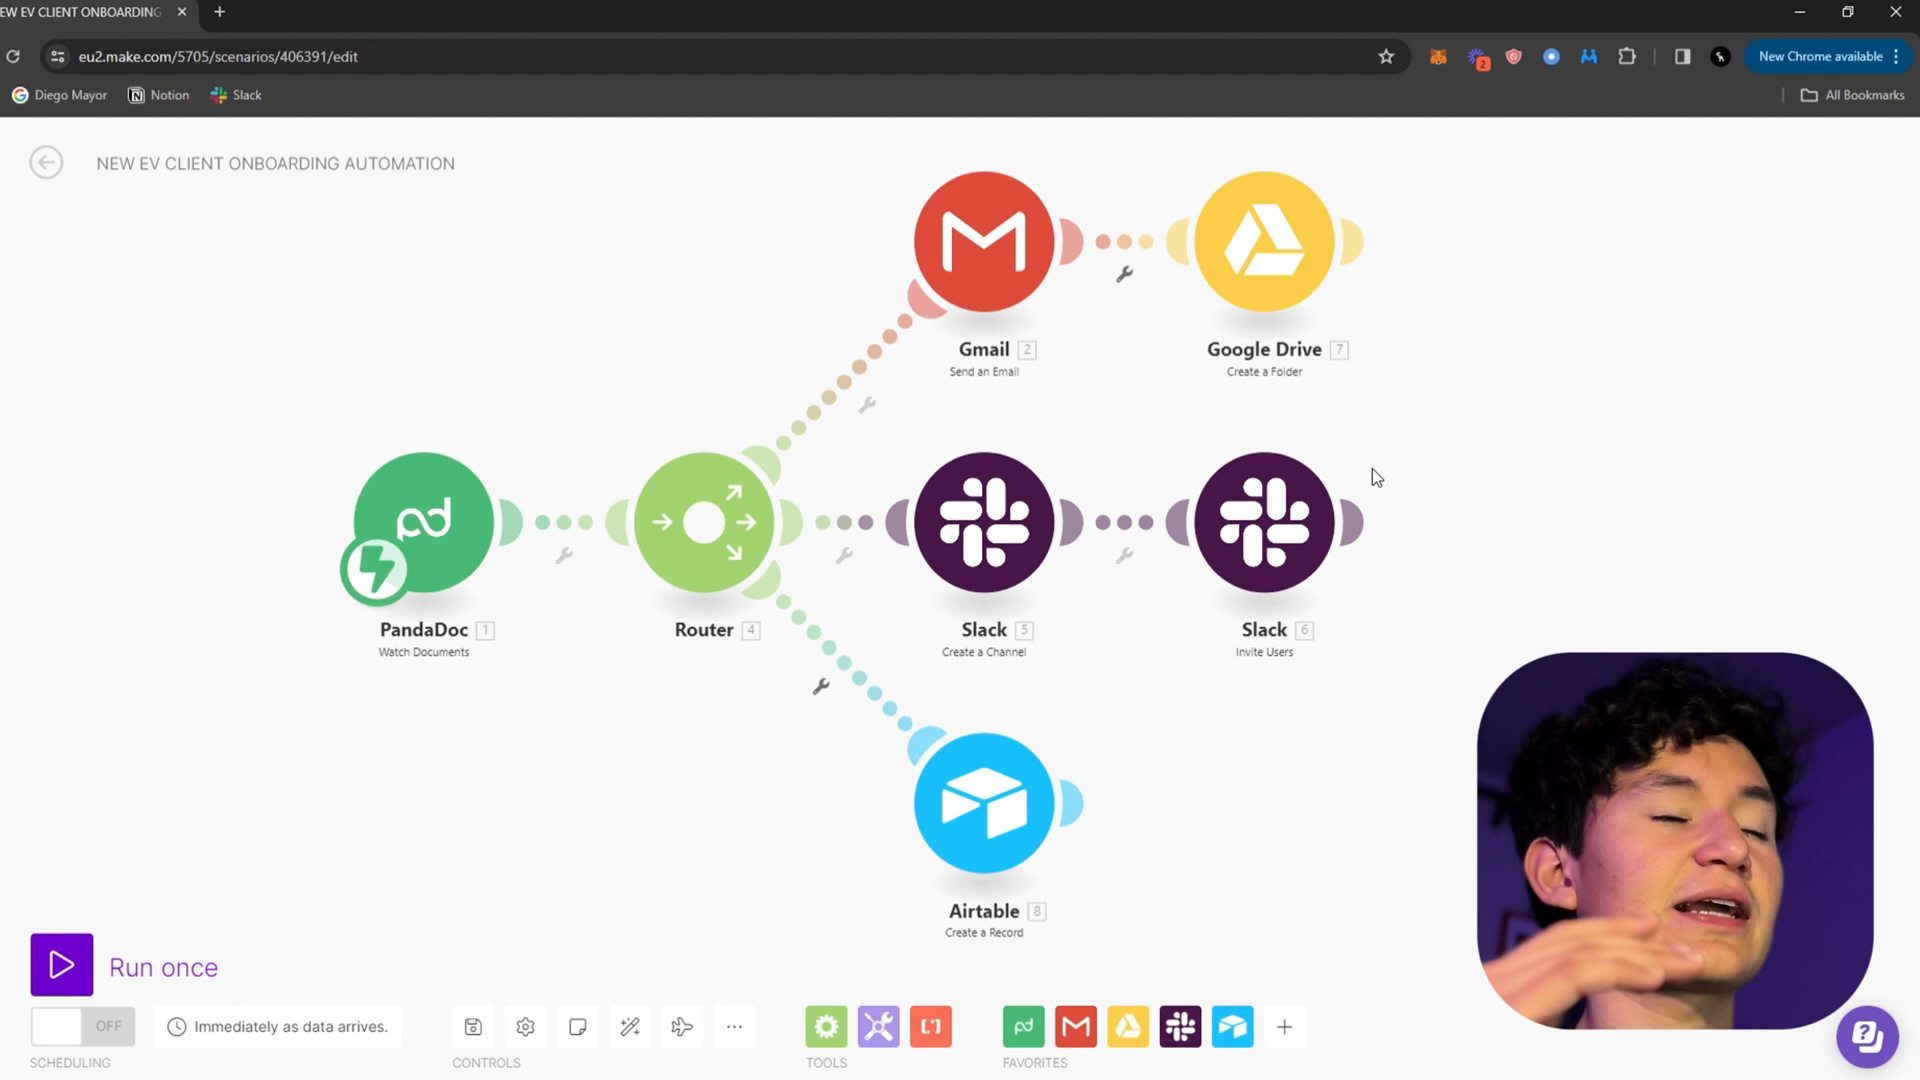 EW EV CLIENT ONBOARDING
eu2.make.com/5705/scenarios/406391/edit
2
New Chrome available
Diego Mayor
Notion
Slack
All Bookmarks
NEW EV CLIENT ONBOARDING AUTOMATION
Gmail 2
Send an Email
Google Drive 7
Create a Folder
PandaDoc 1
Watch Documents
Router 4
Slack 5
Create a Channel
Slack 6
Invite Users
Airtable 8
Create a Record
Run once
OFF
Immediately as data arrives.
SCHEDULING
CONTROLS
TOOLS
FAVORITES